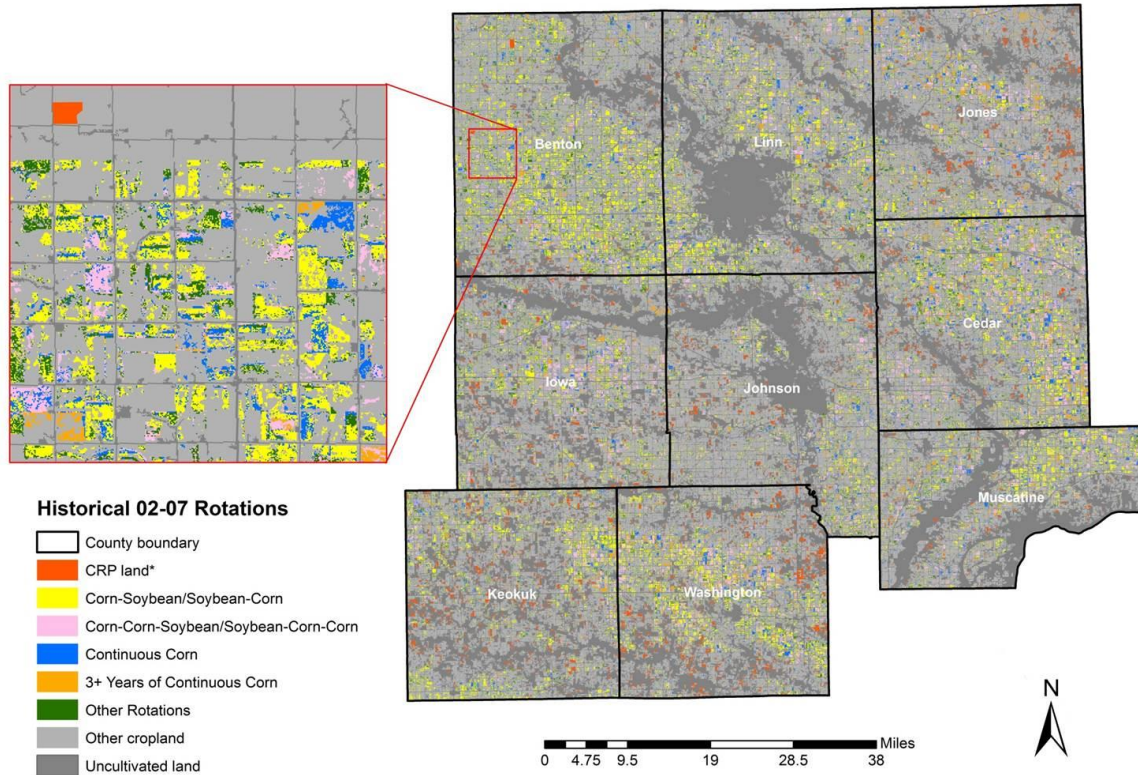 Benton
Linn
Jones
Cedar
Iowa
Johnson
Muscatine
Keokuk
Washington
Historical 02-07 Rotations
County boundary
CRP land*
Corn-Soybean/Soybean-Corn
Corn-Corn-Soybean/Soybean-Corn-Corn
Continuous Corn
3+ Years of Continuous Corn
Other Rotations
Other cropland
Uncultivated land
Miles
0 4.75 9.5 19 28.5 38
N